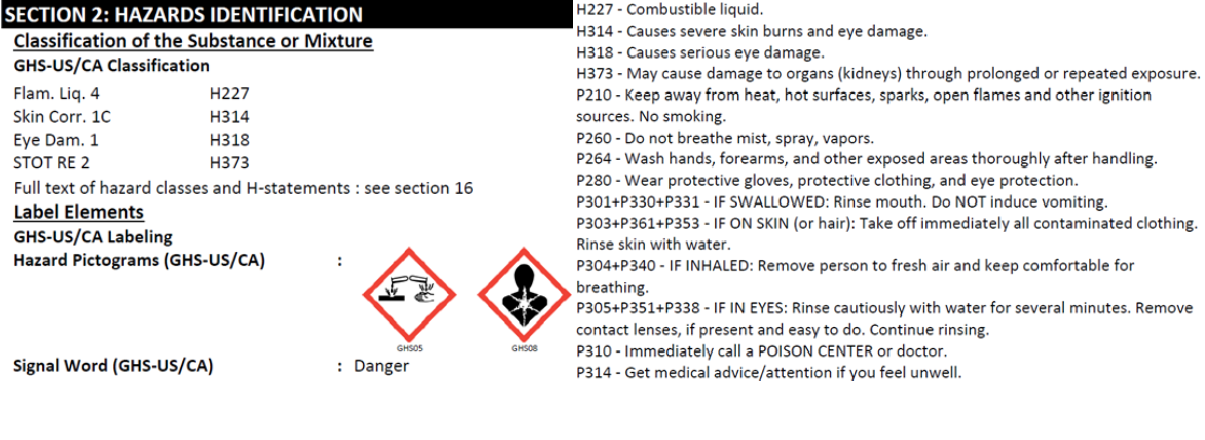 SECTION 2: HAZARDS IDENTIFICATION
Classification of the Substance or Mixture
GHS-US/CA Classification
Flam. Liq. 4 H227
Skin Corr. 1C H314
Eye Dam. 1 H318
STOT RE 2 H373
Full text of hazard classes and H-statements : see section 16
Label Elements
GHS-US/CA Labeling
Hazard Pictograms (GHS-US/CA) :
GHS05 GHS08
Signal Word (GHS-US/CA) : Danger
H227 - Combustible liquid.
H314 - Causes severe skin burns and eye damage.
H318 - Causes serious eye damage.
H373 - May cause damage to organs (kidneys) through prolonged or repeated exposure.
P210 - Keep away from heat, hot surfaces, sparks, open flames and other ignition
sources. No smoking.
P260 - Do not breathe mist, spray, vapors.
P264 - Wash hands, forearms, and other exposed areas thoroughly after handling.
P280 - Wear protective gloves, protective clothing, and eye protection.
P301+P330+P331 - IF SWALLOWED: Rinse mouth. Do NOT induce vomiting.
P303+P361+P353 - IF ON SKIN (or hair): Take off immediately all contaminated clothing.
Rinse skin with water.
P304+P340 - IF INHALED: Remove person to fresh air and keep comfortable for
breathing.
P305+P351+P338 - IF IN EYES: Rinse cautiously with water for several minutes. Remove
contact lenses, if present and easy to do. Continue rinsing.
P310 - Immediately call a POISON CENTER or doctor.
P314 - Get medical advice/attention if you feel unwell.